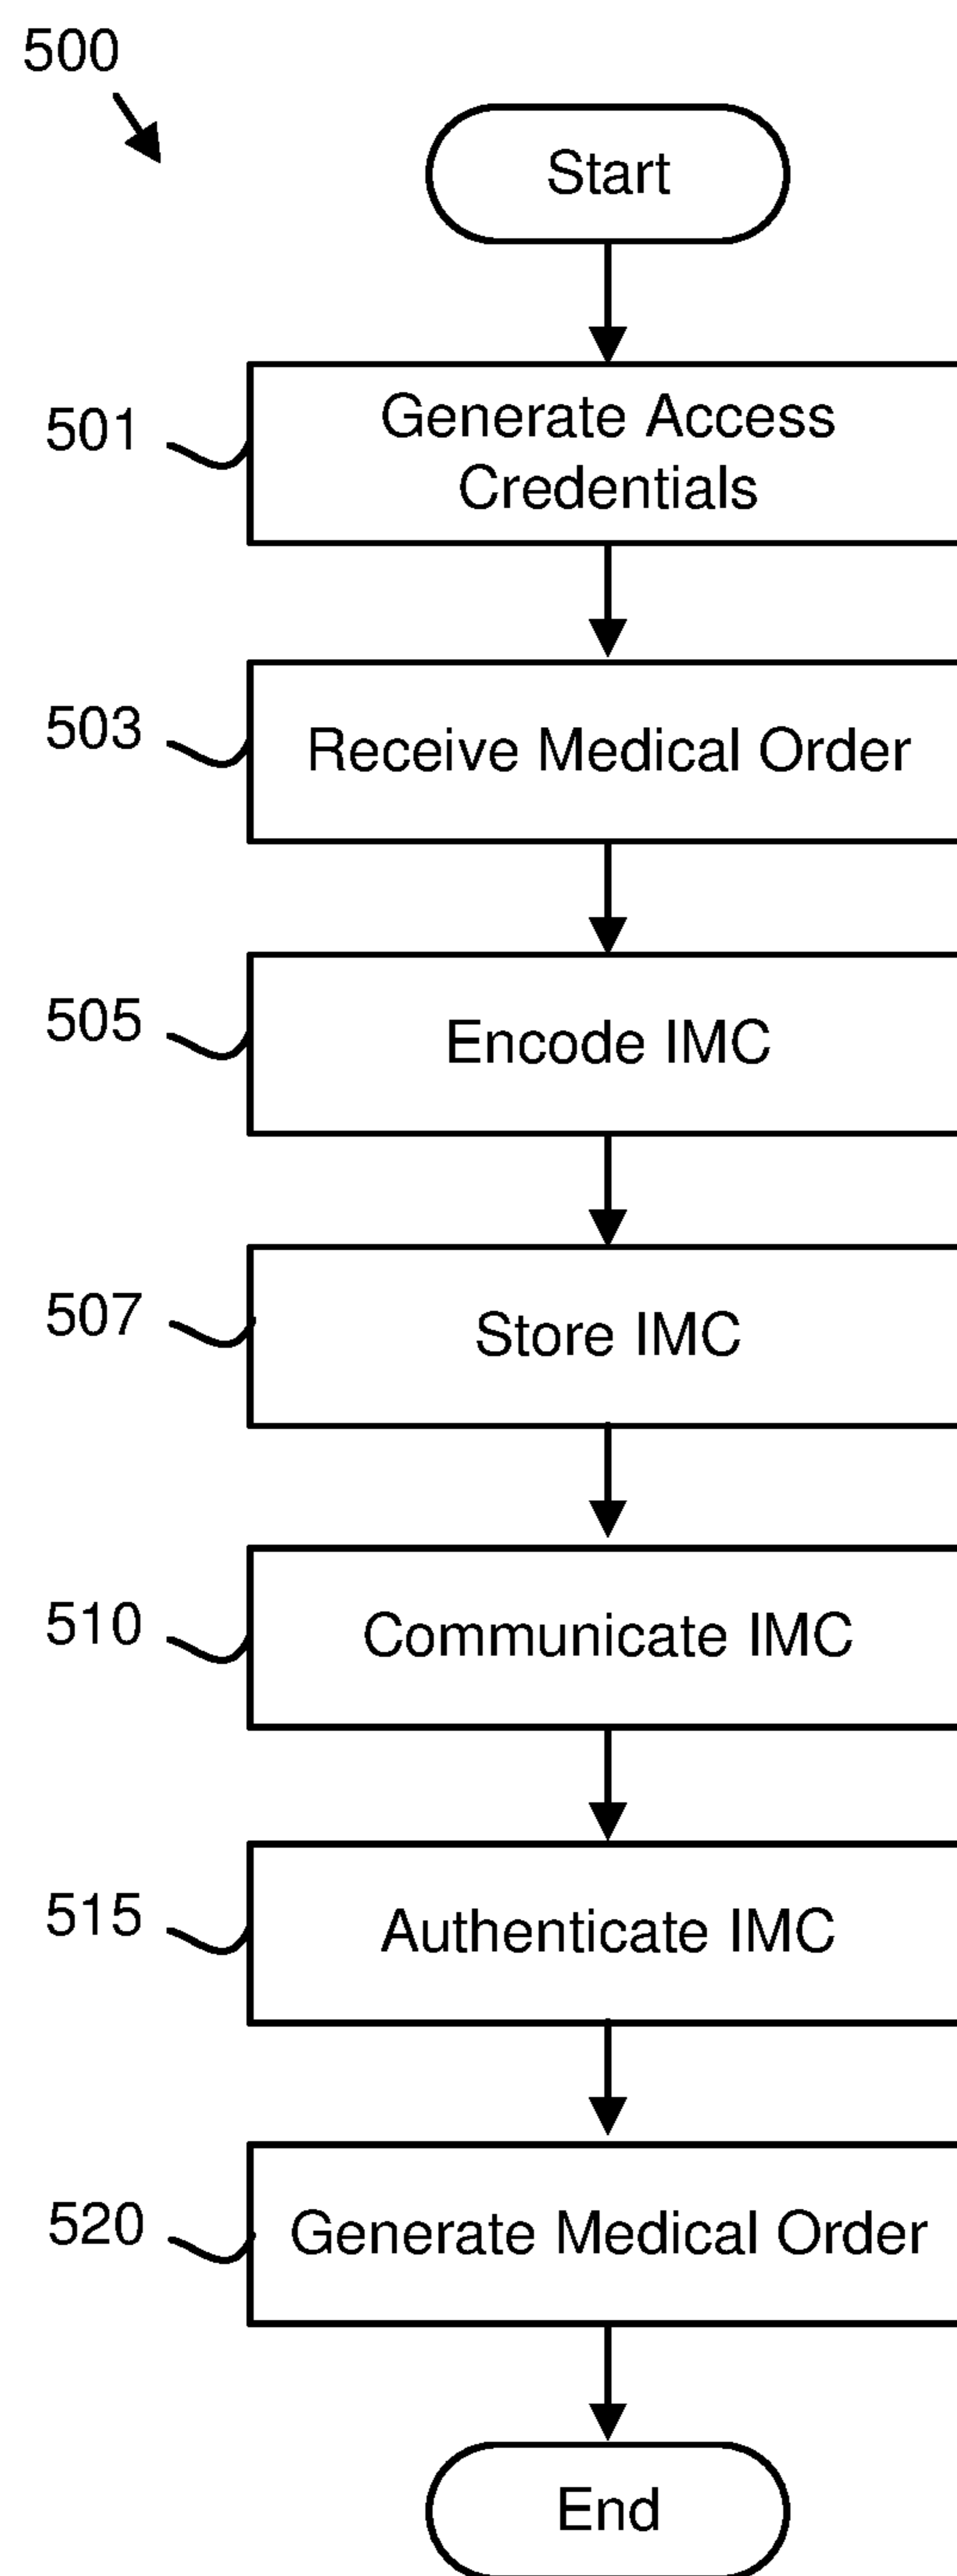 500
Start
501
Generate Access
Credentials
503
Receive Medical Order
505
Encode IMC
507
Store IMC
510
Communicate IMC
515
Authenticate IMC
520
Generate Medical Order
End